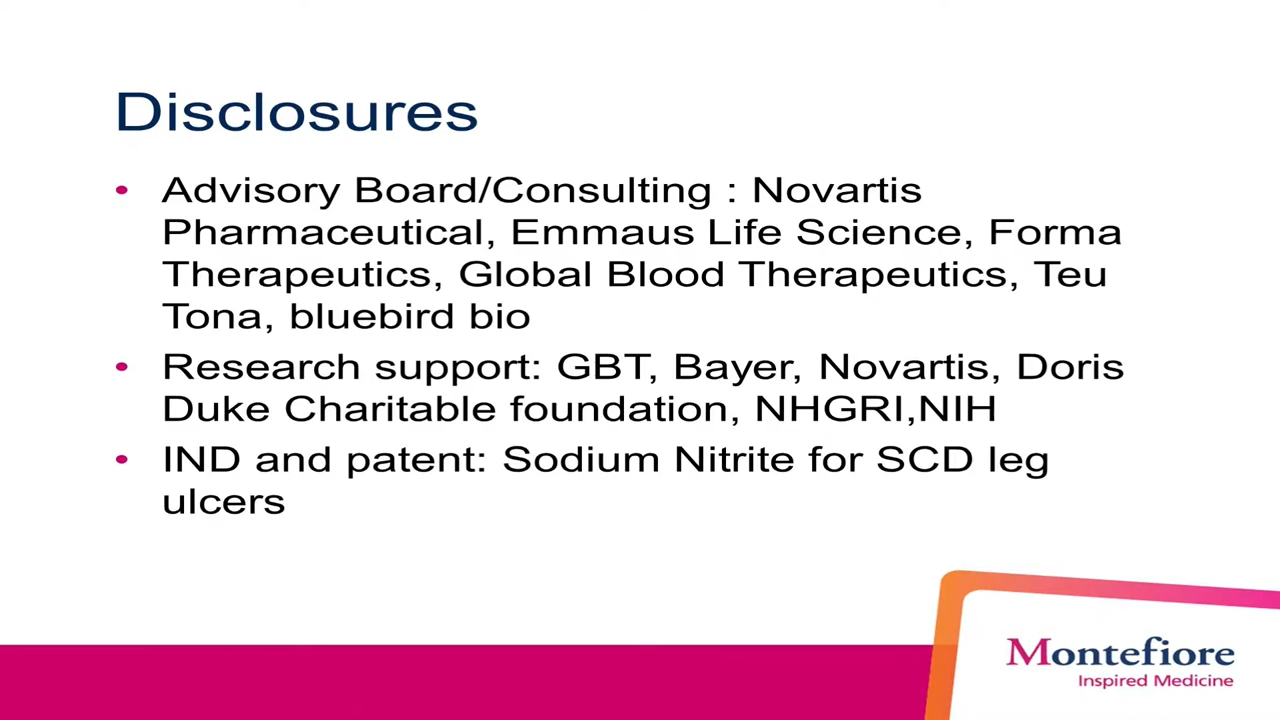 Disclosures
• Advisory Board/Consulting : Novartis
Pharmaceutical, Emmaus Life Science, Forma
Therapeutics, Global Blood Therapeutics, Teu
Tona, bluebird bio
• Research support: GBT, Bayer, Novartis, Doris
Duke Charitable foundation, NHGRI,NIH
• IND and patent: Sodium Nitrite for SCD leg
ulcers
Montefiore
Inspired Medicine